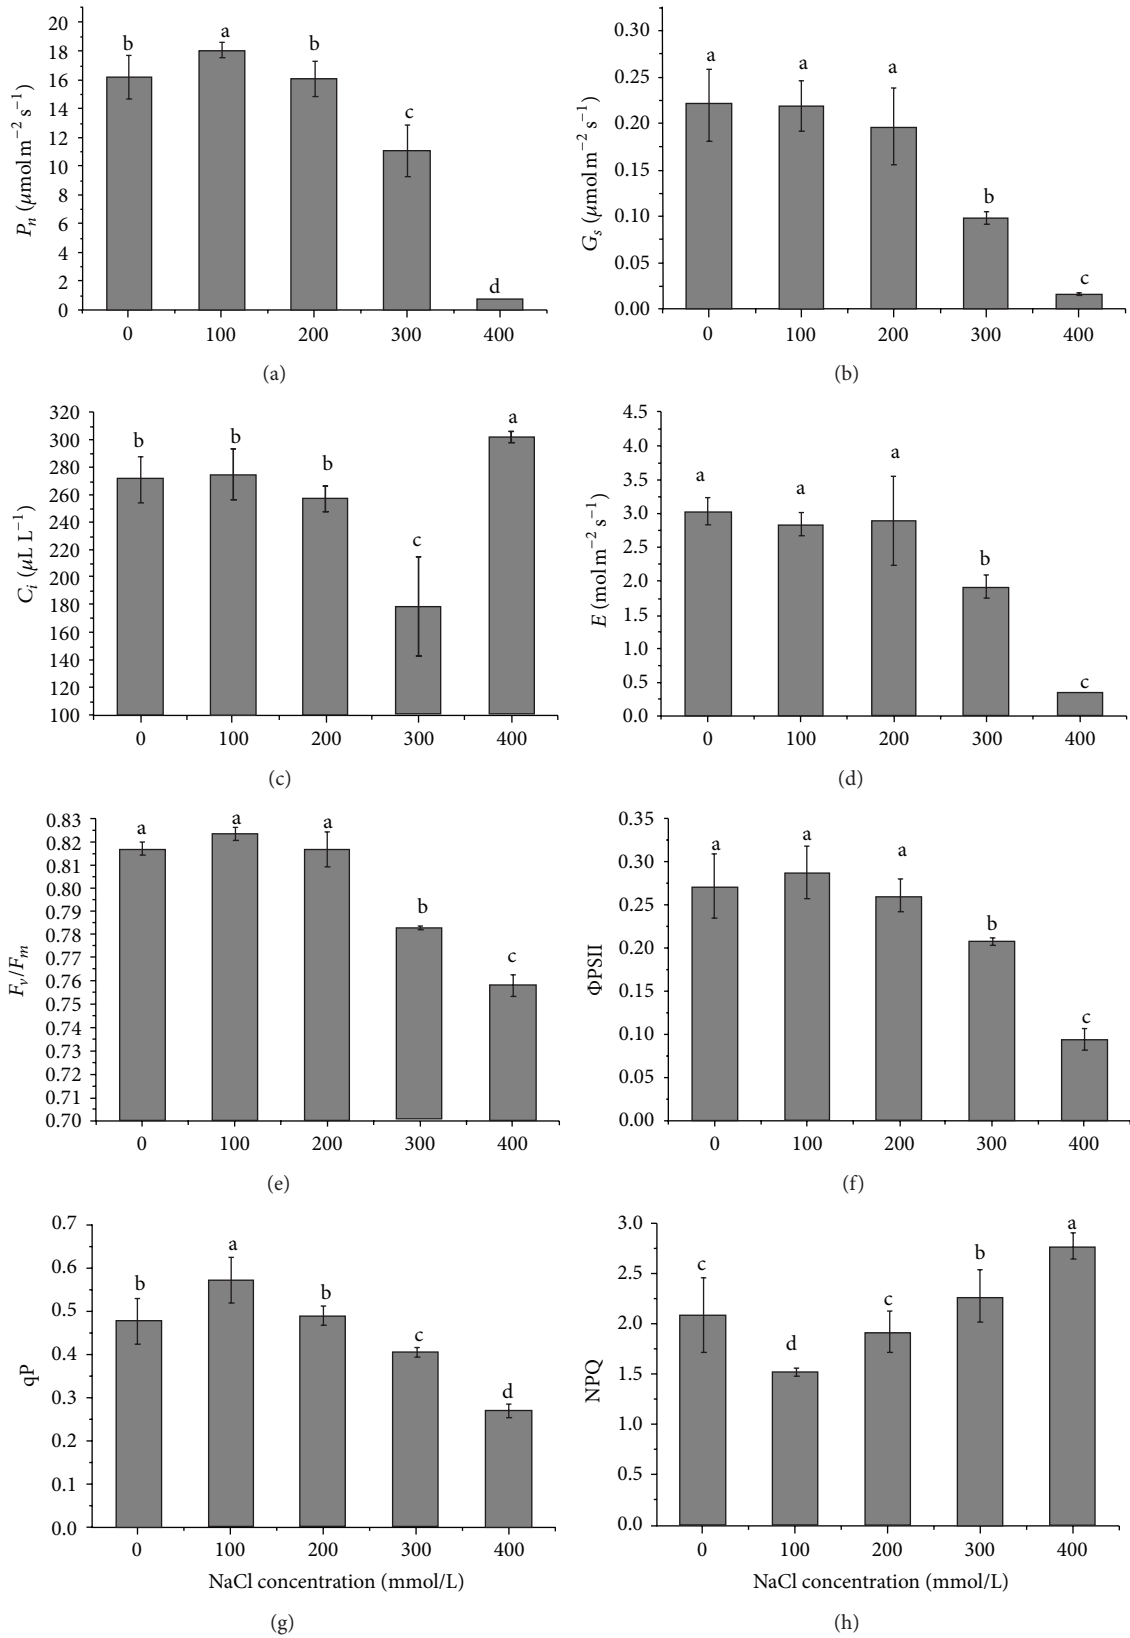 20
18
16
14
12
10
8
6
4
2
0
P_n (μmol m⁻² s⁻¹)
b
a
b
c
d
0 100 200 300 400
(a)
0.30
0.25
0.20
0.15
0.10
0.05
0.00
G_s (μmol m⁻² s⁻¹)
a
a
a
b
c
0 100 200 300 400
(b)
320
300
280
260
240
220
200
180
160
140
120
100
C_i (μL L⁻¹)
b
b
b
c
a
0 100 200 300 400
(c)
4.5
4.0
3.5
3.0
2.5
2.0
1.5
1.0
0.5
0.0
E (mol m⁻² s⁻¹)
a
a
a
b
c
0 100 200 300 400
(d)
0.83
0.82
0.81
0.80
0.79
0.78
0.77
0.76
0.75
0.74
0.73
0.72
0.71
0.70
F_v/F_m
a
a
a
b
c
0 100 200 300 400
(e)
0.35
0.30
0.25
0.20
0.15
0.10
0.05
0.00
ΦPSII
a
a
a
b
c
0 100 200 300 400
(f)
0.7
0.6
0.5
0.4
0.3
0.2
0.1
0.0
qP
b
a
b
c
d
0 100 200 300 400
NaCl concentration (mmol/L)
(g)
3.0
2.5
2.0
1.5
1.0
0.5
0.0
NPQ
c
d
c
b
a
0 100 200 300 400
NaCl concentration (mmol/L)
(h)